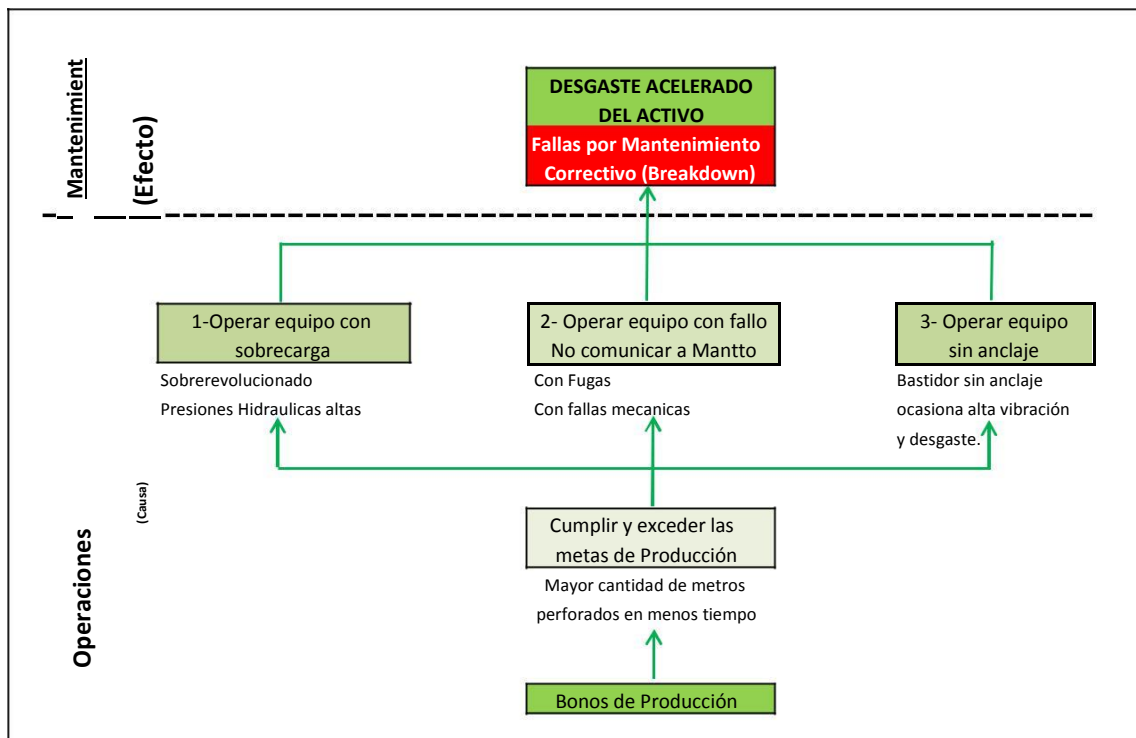 Mantenimient
(Efecto)
DESGASTE ACELERADO
DEL ACTIVO
Fallas por Mantenimiento
Correctivo (Breakdown)
1-Operar equipo con
sobrecarga
Sobrerevolucionado
Presiones Hidraulicas altas
2- Operar equipo con fallo
No comunicar a Mantto
Con Fugas
Con fallas mecanicas
3- Operar equipo
sin anclaje
Bastidor sin anclaje
ocasiona alta vibración
y desgaste.
Operaciones
(Causa)
Cumplir y exceder las
metas de Producción
Mayor cantidad de metros
perforados en menos tiempo
Bonos de Producción